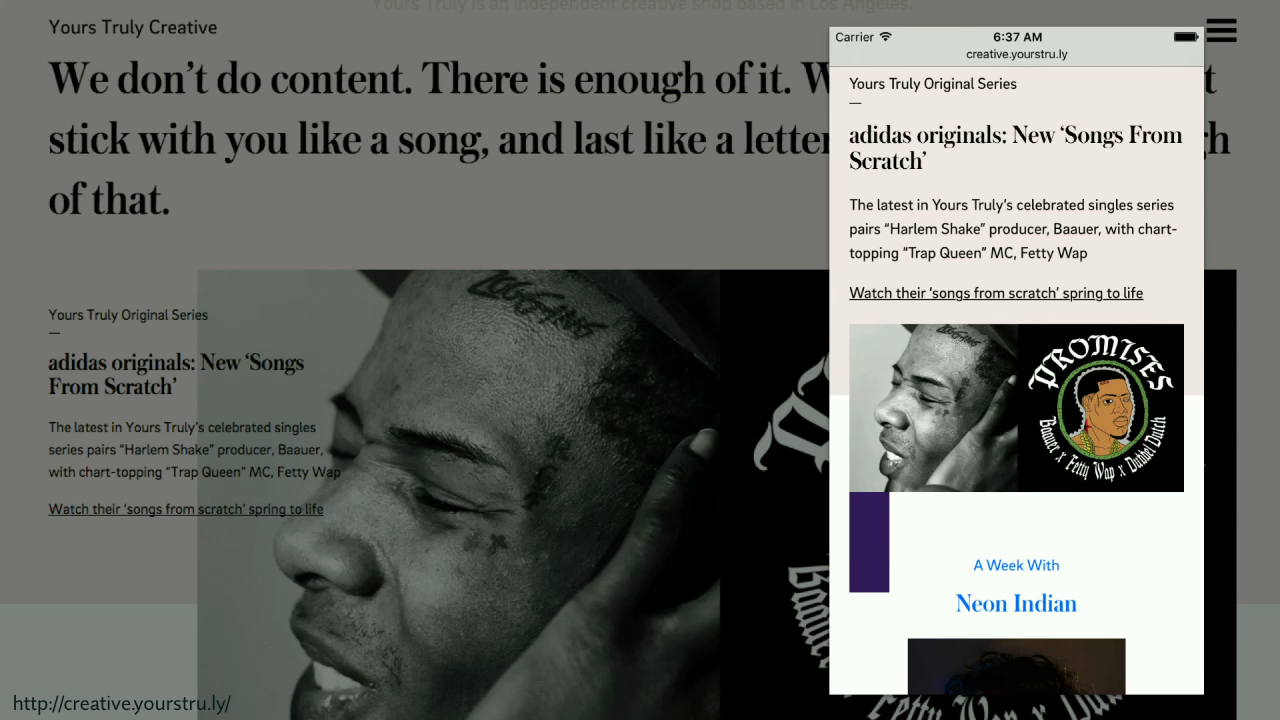 Yours Truly is an independent creative shop based in Los Angeles.
Yours Truly Creative
We don’t do content. There is enough of it. W
t
stick with you like a song, and last like a letter
gh
of that.
Yours Truly Original Series
—
adidas originals: New ‘Songs
From Scratch’
The latest in Yours Truly’s celebrated singles
series pairs “Harlem Shake” producer, Baauer,
with chart-topping “Trap Queen” MC, Fetty Wap
Watch their ‘songs from scratch’ spring to life
http://creative.yourstru.ly/
Carrier
6:37 AM
creative.yourstru.ly
Yours Truly Original Series
—
adidas originals: New ‘Songs From
Scratch’
The latest in Yours Truly’s celebrated singles series
pairs “Harlem Shake” producer, Baauer, with chart-
topping “Trap Queen” MC, Fetty Wap
Watch their ‘songs from scratch’ spring to life
PROMISES
Baauer x Fetty Wap x Dubbel Dutch
A Week With
Neon Indian